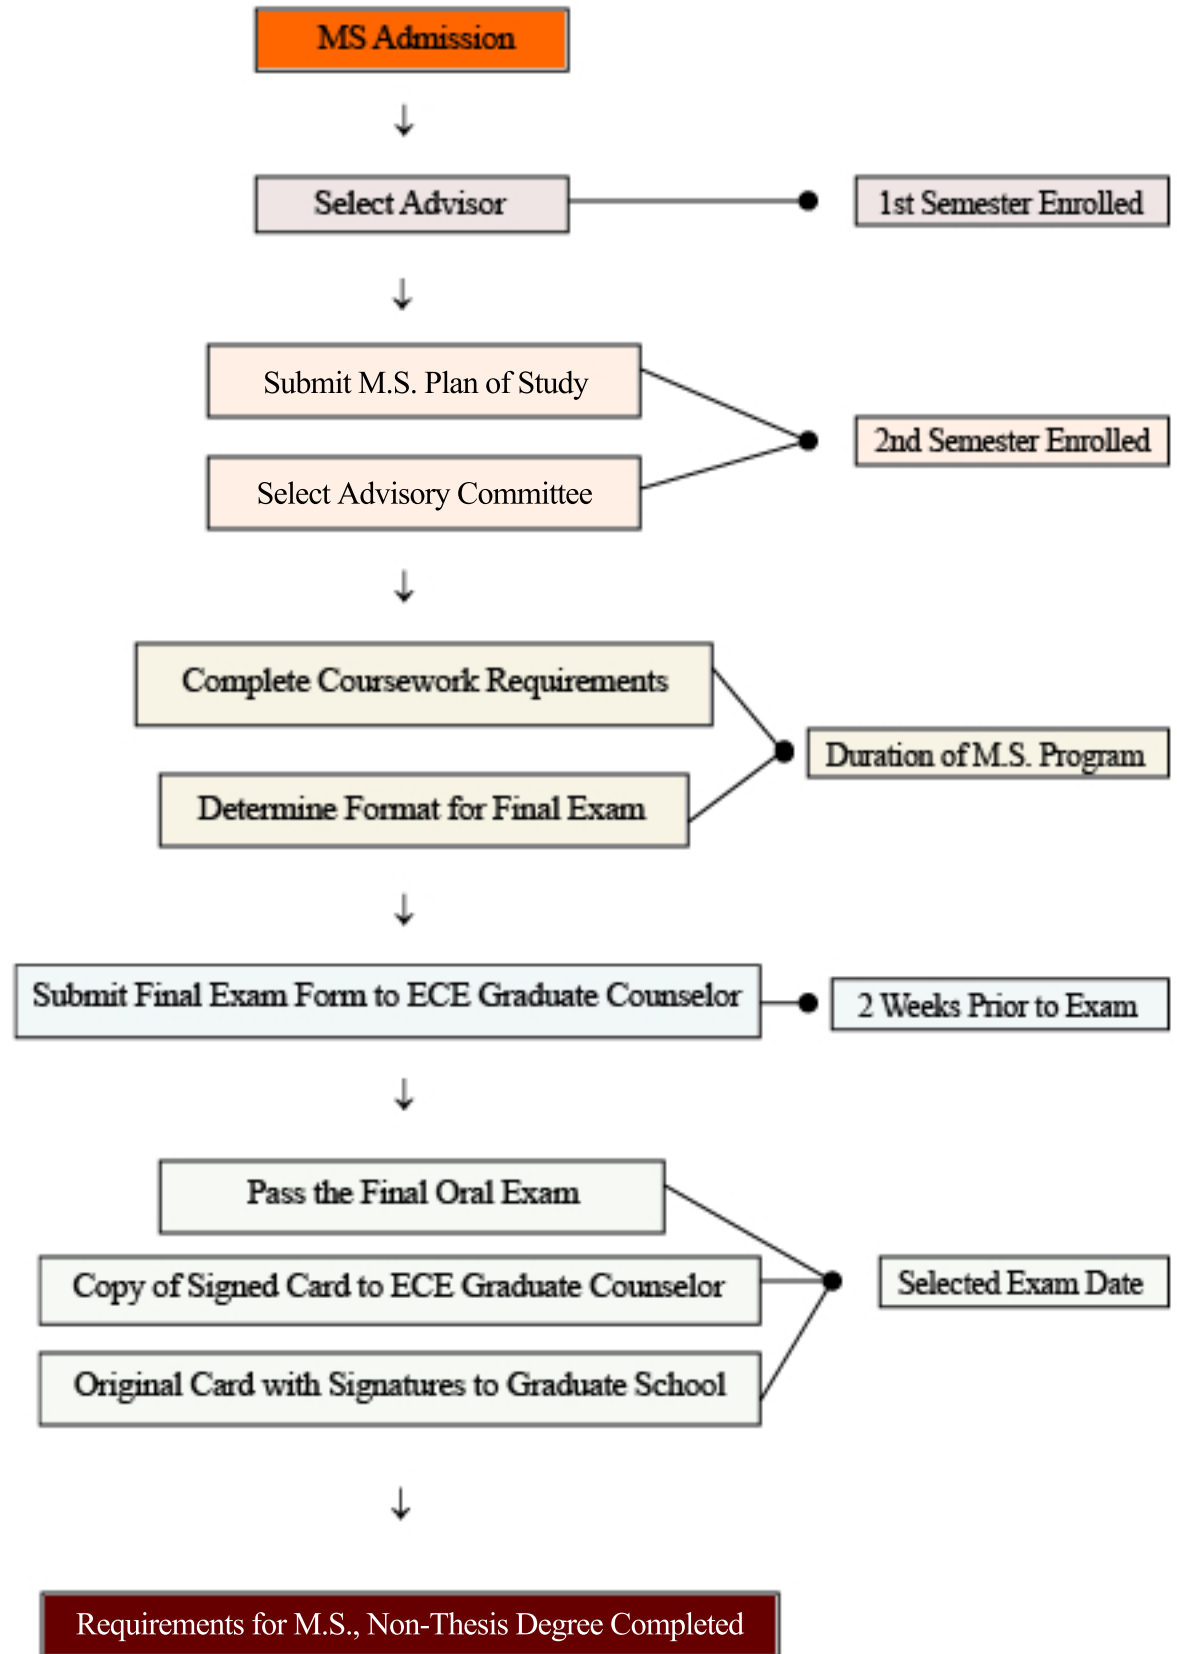 MS Admission
Select Advisor
1st Semester Enrolled
Submit M.S. Plan of Study
2nd Semester Enrolled
Select Advisory Committee
Complete Coursework Requirements
Duration of M.S. Program
Determine Format for Final Exam
Submit Final Exam Form to ECE Graduate Counselor
2 Weeks Prior to Exam
Pass the Final Oral Exam
Copy of Signed Card to ECE Graduate Counselor
Selected Exam Date
Original Card with Signatures to Graduate School
Requirements for M.S., Non-Thesis Degree Completed